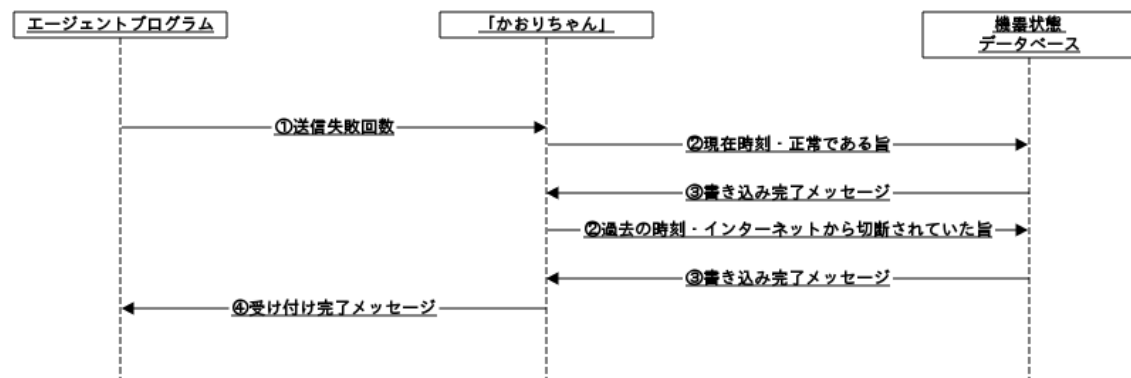 エージェントプログラム
「かおりちゃん」
機器状態
データベース
①送信失敗回数
②現在時刻・正常である旨
③書き込み完了メッセージ
②過去の時刻・インターネットから切断されていた旨
③書き込み完了メッセージ
④受け付け完了メッセージ